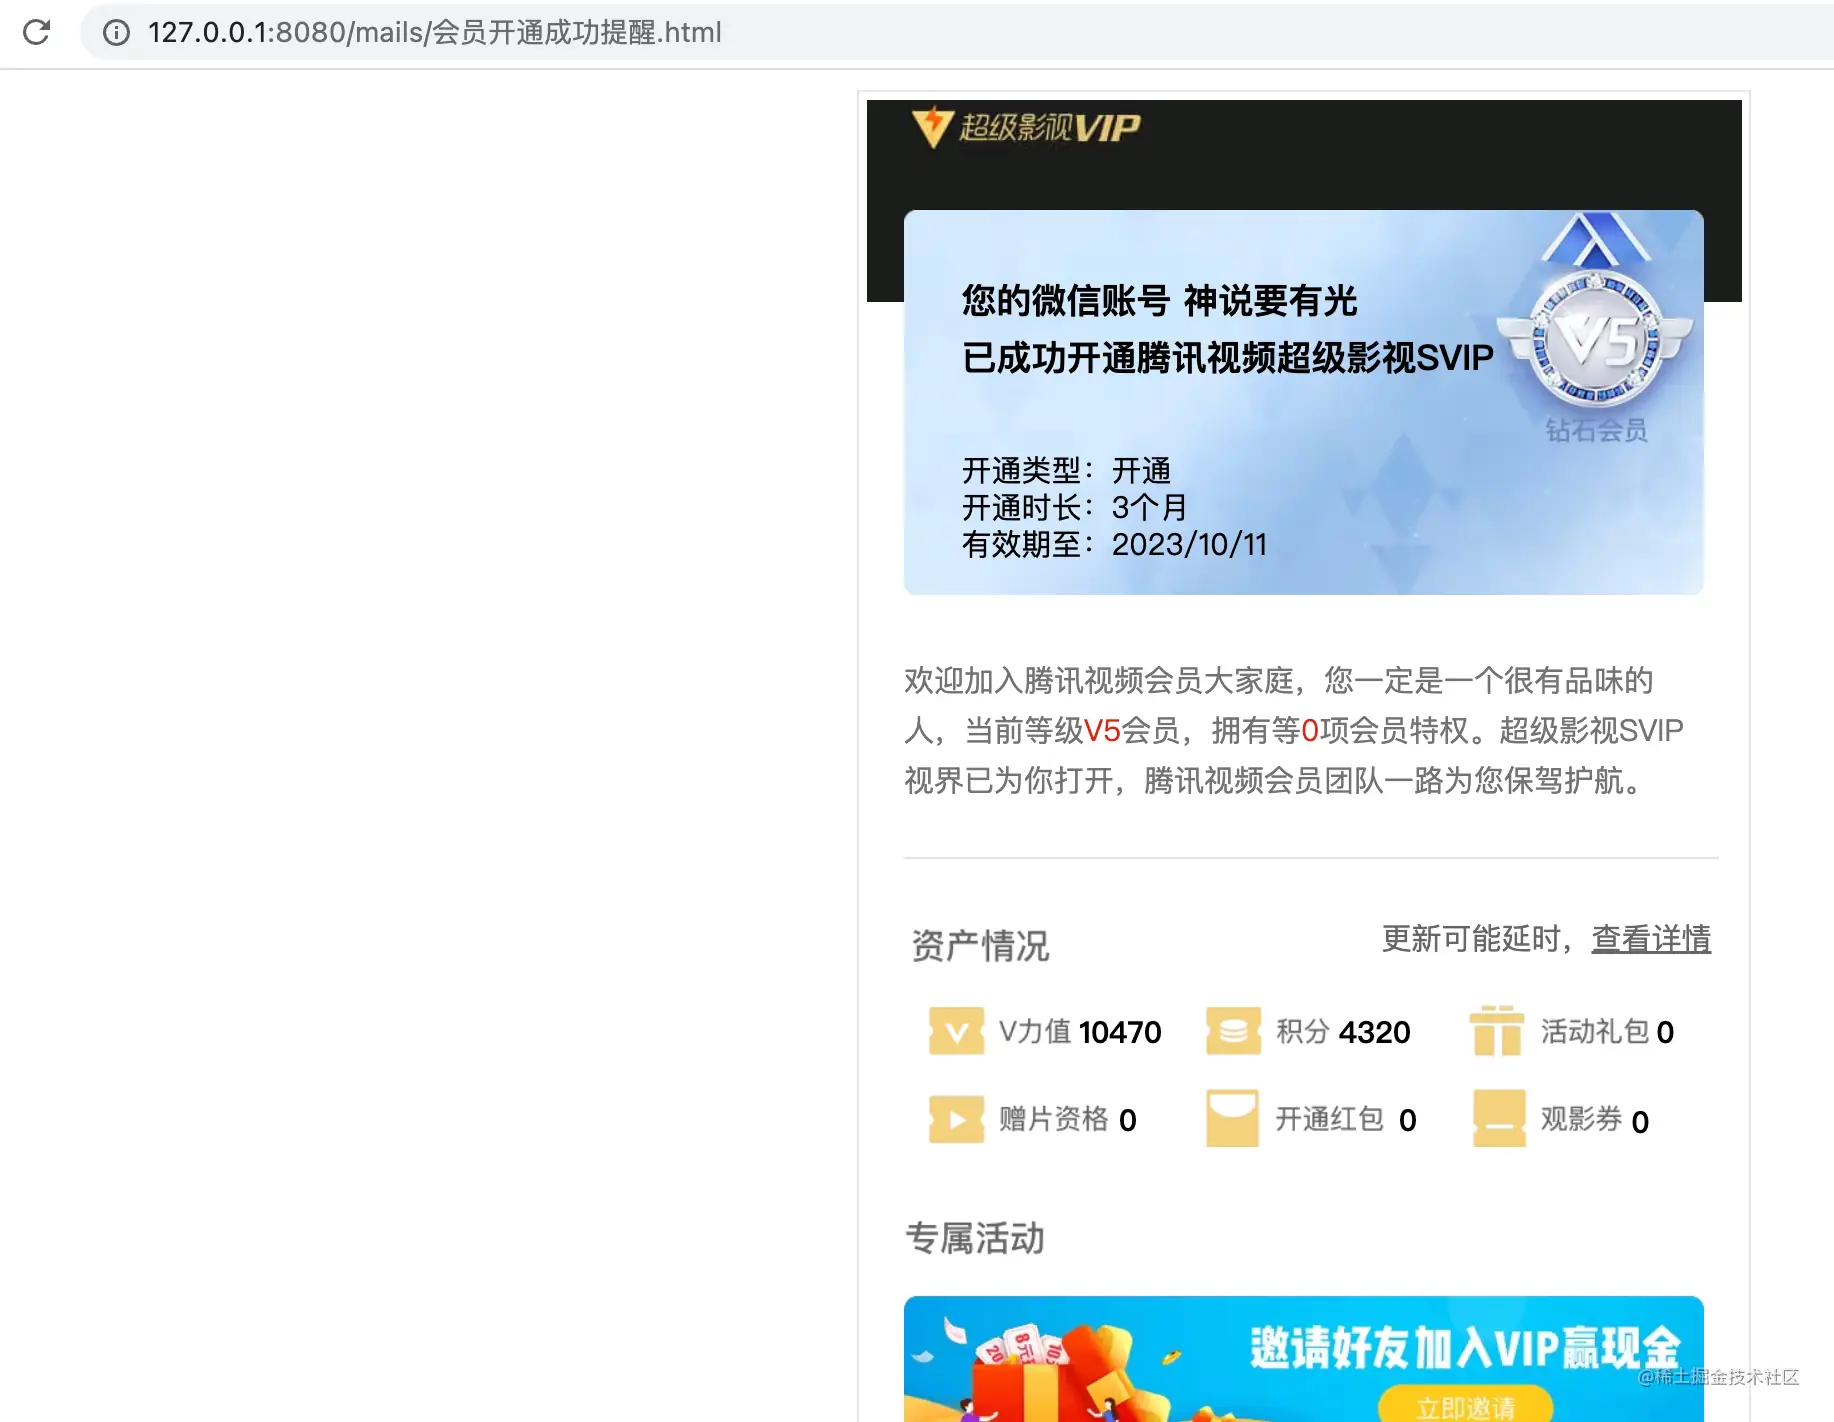 127.0.0.1:8080/mails/会员开通成功提醒.html
超级影视VIP
您的微信账号 神说要有光
已成功开通腾讯视频超级影视SVIP
V5
钻石会员
开通类型：开通
开通时长：3个月
有效期至：2023/10/11
欢迎加入腾讯视频会员大家庭，您一定是一个很有品味的
人，当前等级V5会员，拥有等0项会员特权。超级影视SVIP
视界已为你打开，腾讯视频会员团队一路为您保驾护航。
资产情况
更新可能延时，查看详情
V力值 10470
积分 4320
活动礼包 0
赠片资格 0
开通红包 0
观影券 0
专属活动
邀请好友加入VIP赢现金
立即邀请
@稀土掘金技术社区